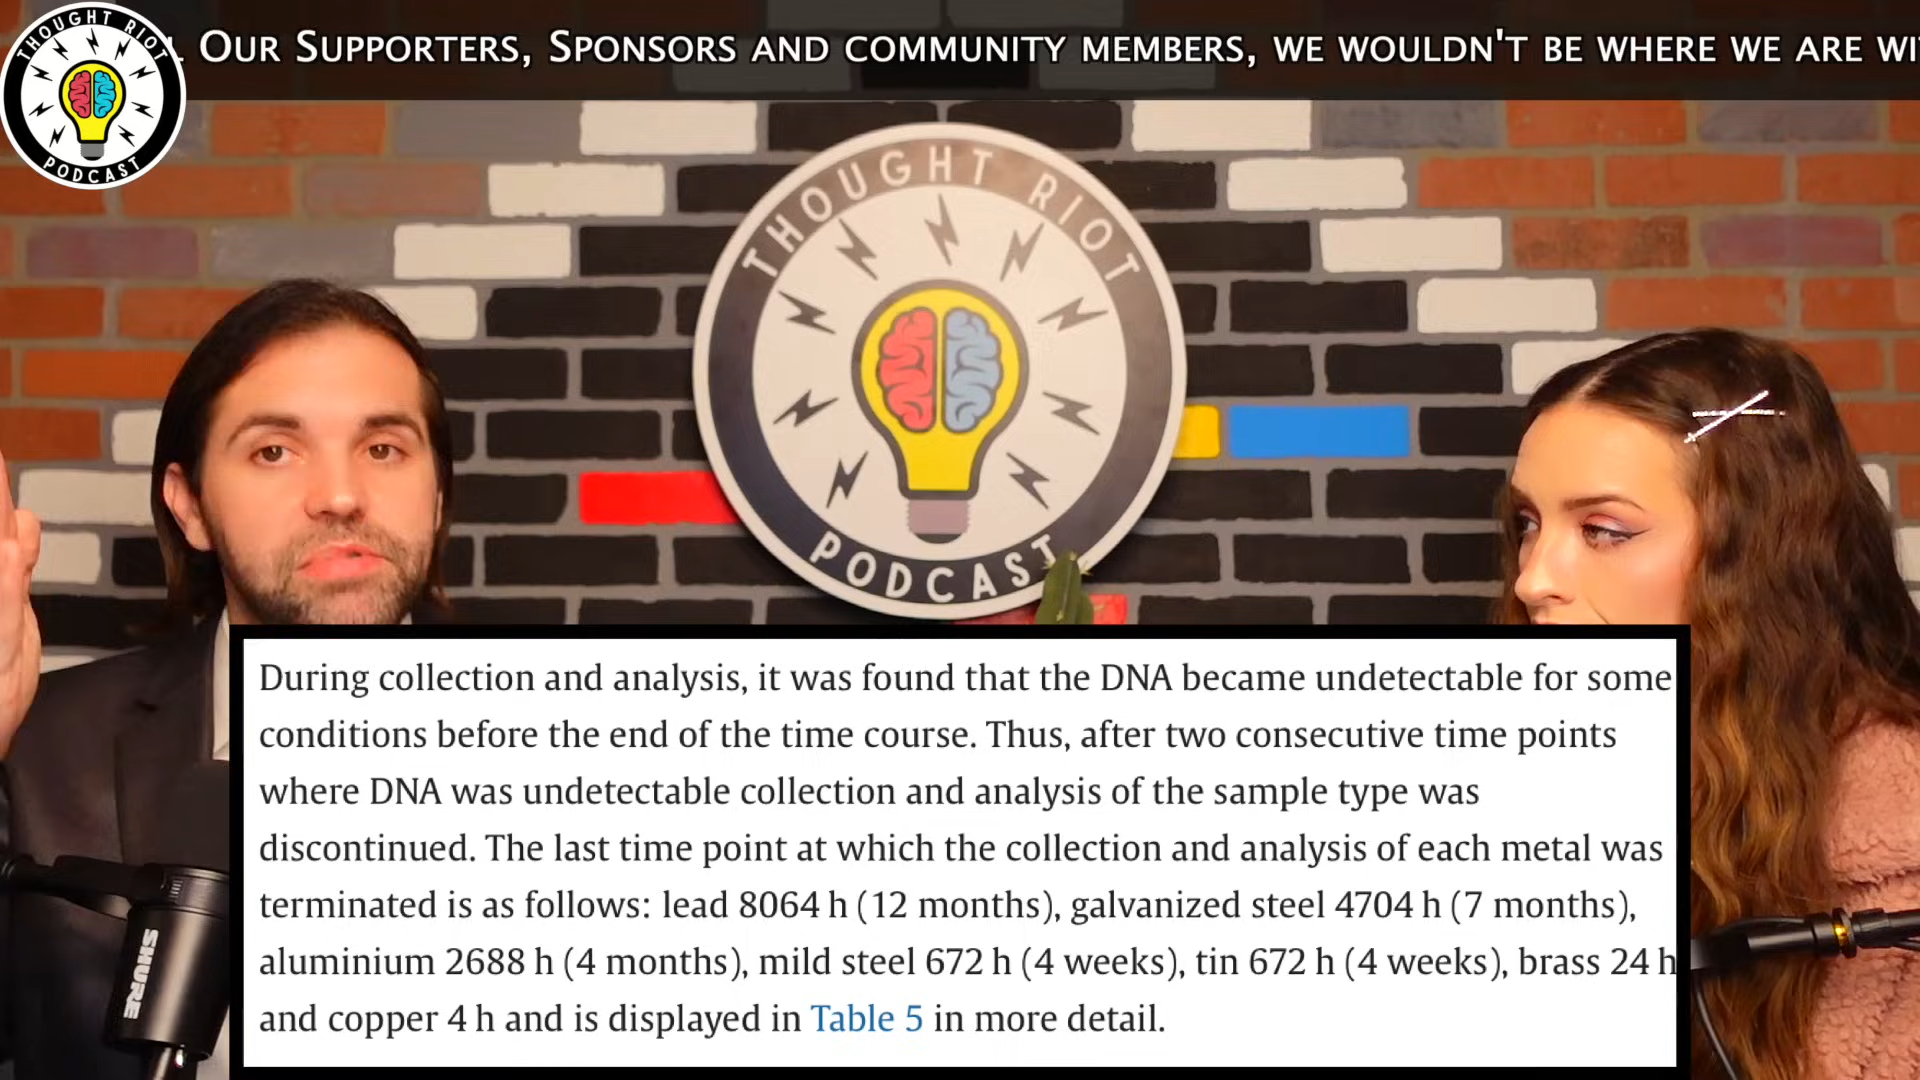 THOUGHT RIOT
PODCAST
OUR SUPPORTERS, SPONSORS AND COMMUNITY MEMBERS, WE WOULDN'T BE WHERE WE ARE WI
THOUGHT RIOT
PODCAST
SHURE
During collection and analysis, it was found that the DNA became undetectable for some
conditions before the end of the time course. Thus, after two consecutive time points
where DNA was undetectable collection and analysis of the sample type was
discontinued. The last time point at which the collection and analysis of each metal was
terminated is as follows: lead 8064 h (12 months), galvanized steel 4704 h (7 months),
aluminium 2688 h (4 months), mild steel 672 h (4 weeks), tin 672 h (4 weeks), brass 24 h
and copper 4 h and is displayed in Table 5 in more detail.